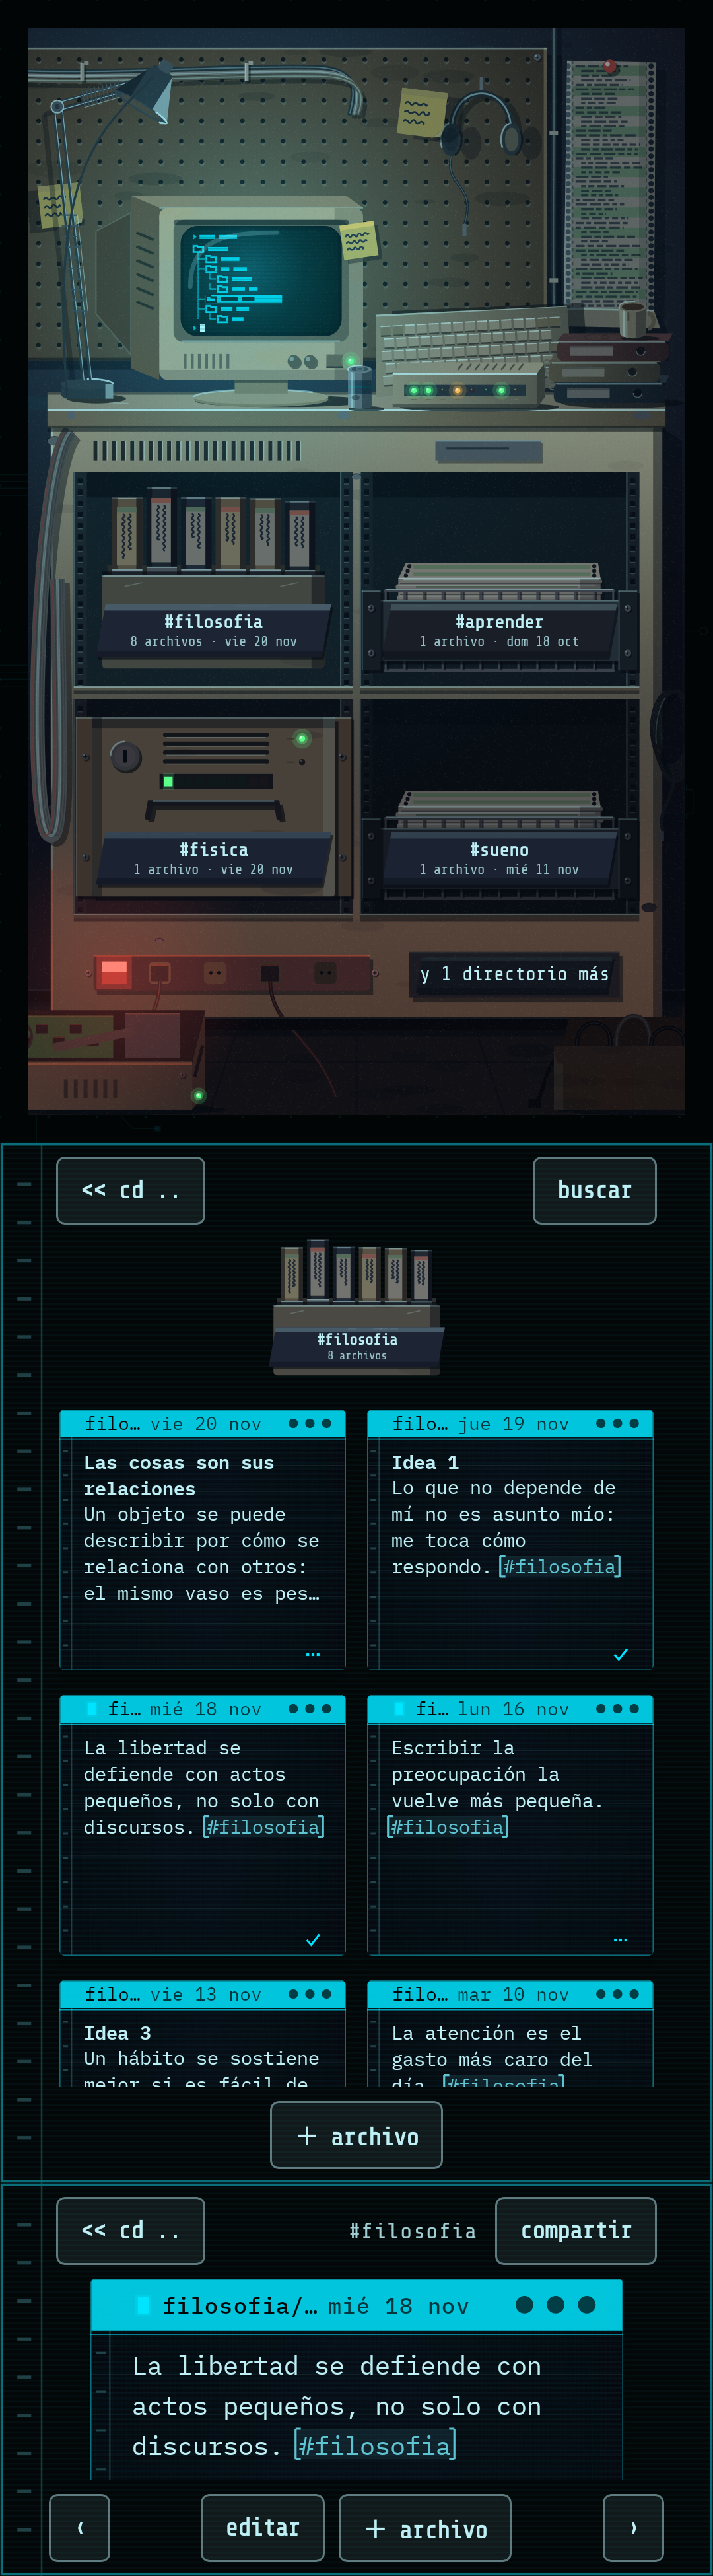 #filosofia
8 archivos · vie 20 nov
#aprender
1 archivo · dom 18 oct
#fisica
1 archivo · vie 20 nov
#sueno
1 archivo · mié 11 nov
y 1 directorio más
<< cd ..
buscar
#filosofia
8 archivos
filo… vie 20 nov
Las cosas son sus
relaciones
Un objeto se puede
describir por cómo se
relaciona con otros:
el mismo vaso es pes…
filo… jue 19 nov
Idea 1
Lo que no depende de
mí no es asunto mío:
me toca cómo
respondo. #filosofia
fi… mié 18 nov
La libertad se
defiende con actos
pequeños, no solo con
discursos. #filosofia
fi… lun 16 nov
Escribir la
preocupación la
vuelve más pequeña.
#filosofia
filo… vie 13 nov
Idea 3
Un hábito se sostiene
mejor si es fácil de
filo… mar 10 nov
La atención es el
gasto más caro del
día. #filosofia
+ archivo
<< cd ..
#filosofia
compartir
filosofia/… mié 18 nov
La libertad se defiende con
actos pequeños, no solo con
discursos. #filosofia
‹
editar
+ archivo
›